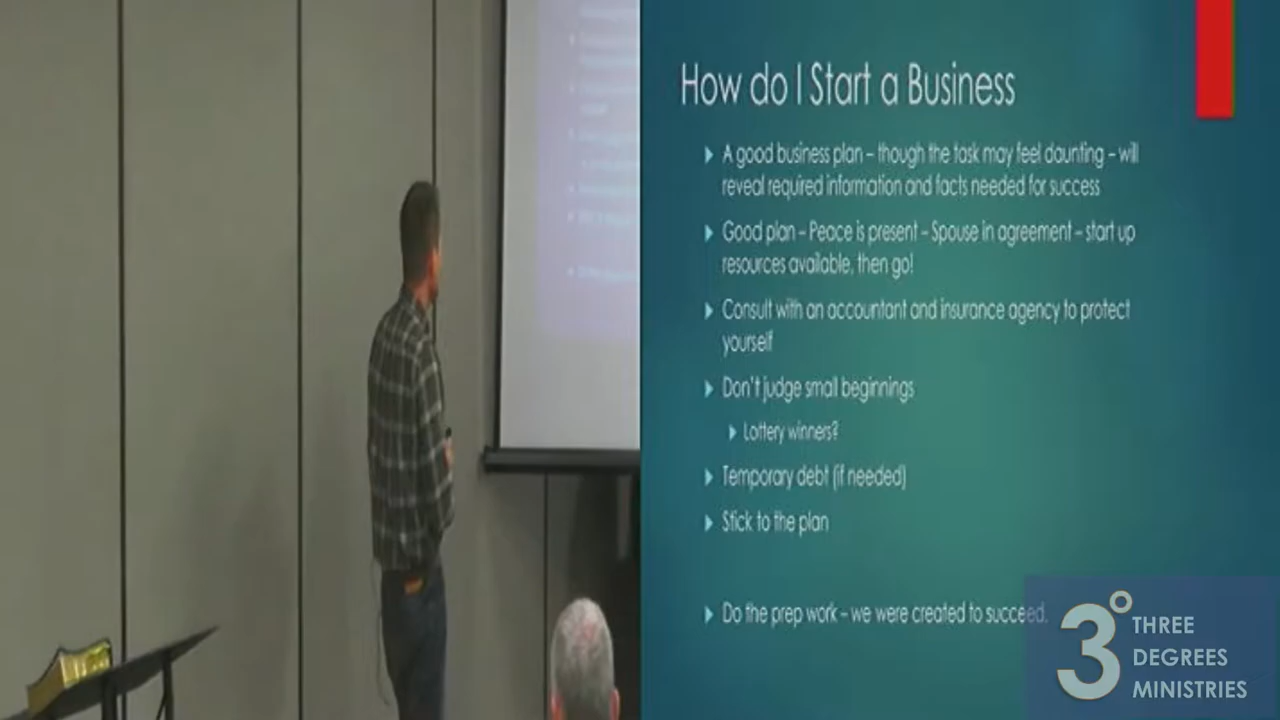 How do I Start a Business
A good business plan – though the task may feel daunting – will
reveal required information and facts needed for success
Good plan – Peace is present – Spouse in agreement – start up
resources available, then go!
Consult with an accountant and insurance agency to protect
yourself
Don't judge small beginnings
Lottery winners?
Temporary debt (if needed)
Stick to the plan
Do the prep work – we were created to succeed.
3° THREE
DEGREES
MINISTRIES